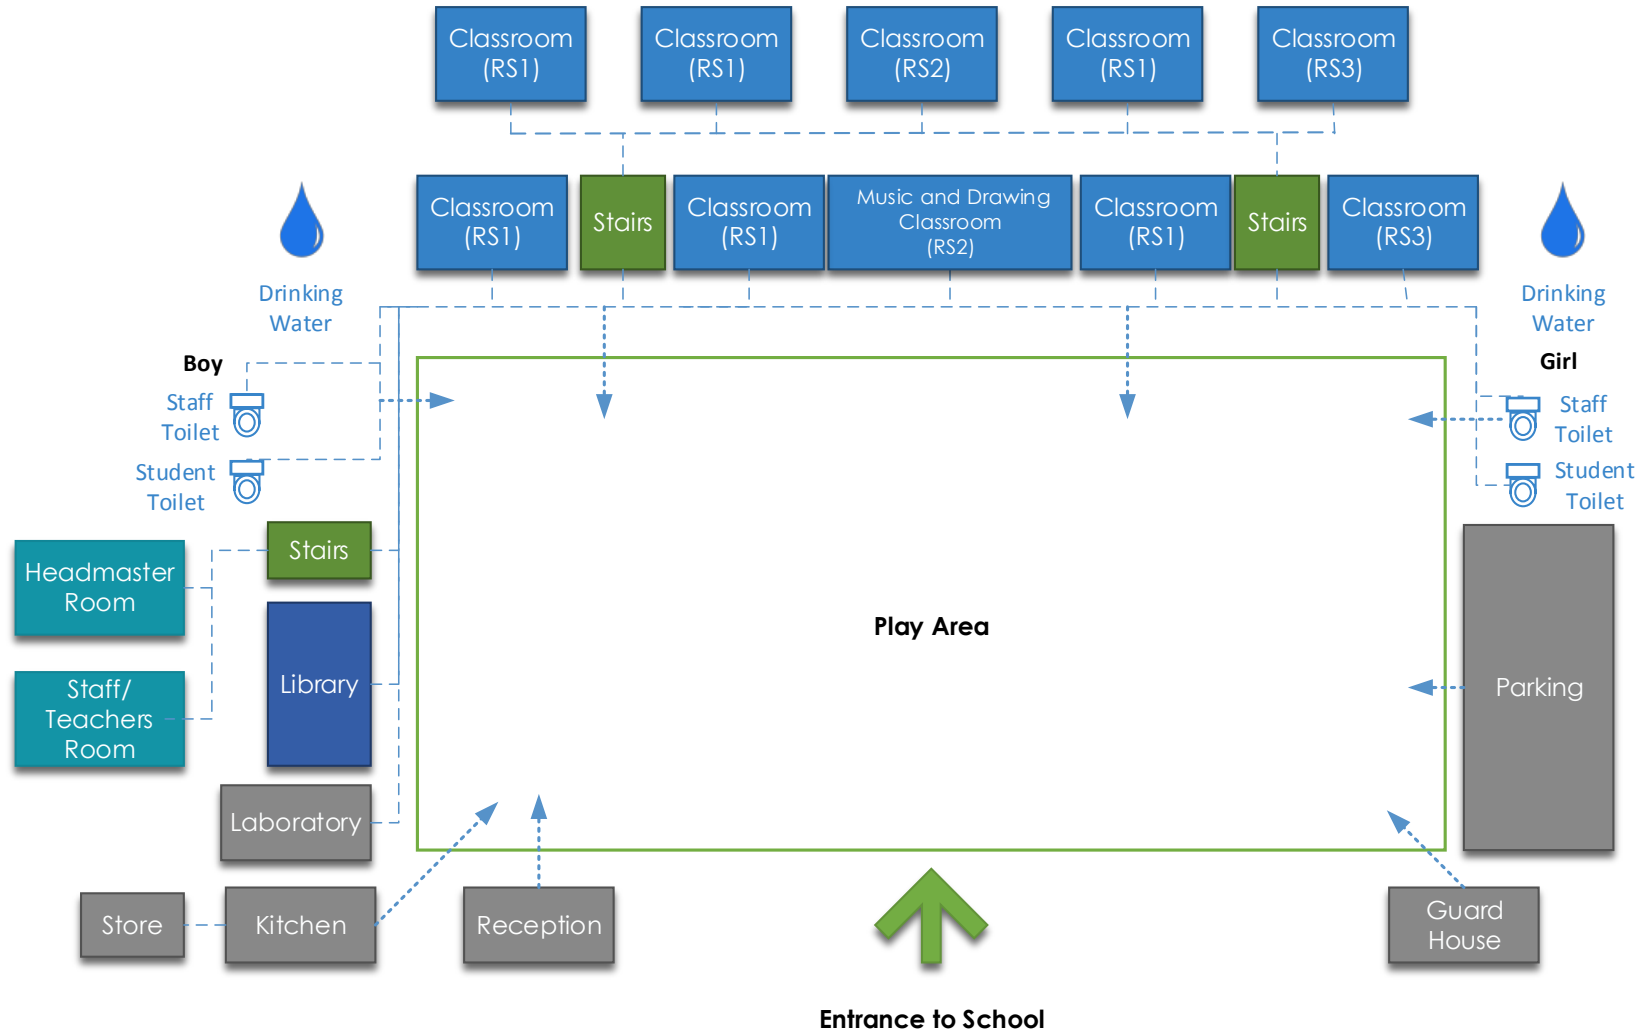 Classroom
(RS1)
Classroom
(RS1)
Classroom
(RS2)
Classroom
(RS1)
Classroom
(RS3)
Classroom
(RS1)
Stairs
Classroom
(RS1)
Music and Drawing
Classroom
(RS2)
Classroom
(RS1)
Stairs
Classroom
(RS3)
Drinking
Water
Drinking
Water
Boy
Girl
Staff
Toilet
Staff
Toilet
Student
Toilet
Student
Toilet
Stairs
Headmaster
Room
Library
Play Area
Staff/
Teachers
Room
Parking
Laboratory
Store
Kitchen
Reception
Guard
House
Entrance to School